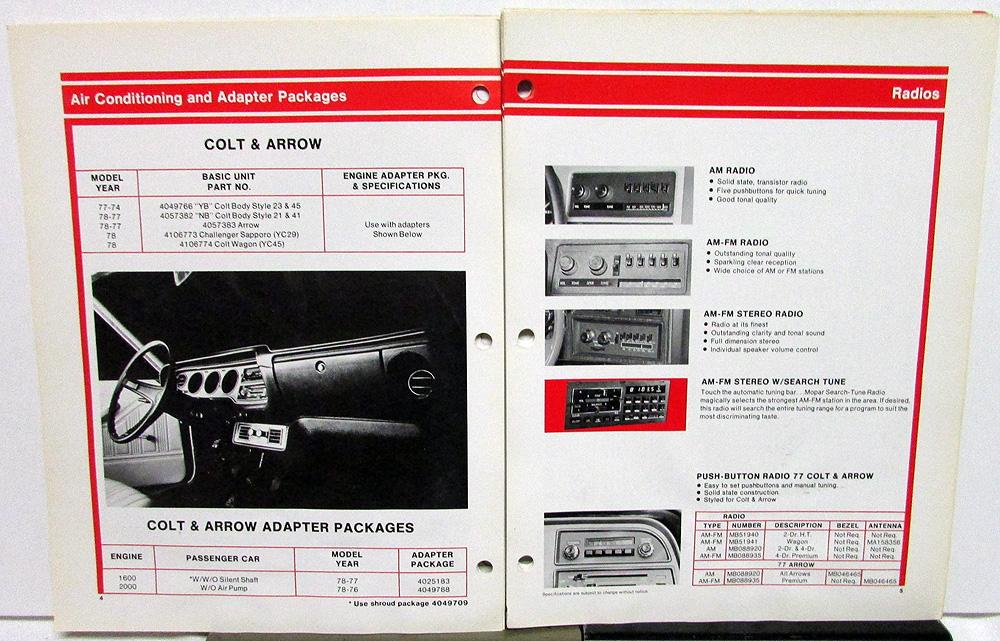 Air Conditioning and Adapter Packages
COLT & ARROW
MODEL YEAR BASIC UNIT PART NO. ENGINE ADAPTER PKG. & SPECIFICATIONS
77-74 4049766 "YB" Colt Body Style 23 & 45
78-77 4057382 "NB" Colt Body Style 21 & 41
78-77 4057383 Arrow
78 4106773 Challenger Sapporo (YC29)
78 4106774 Colt Wagon (YC45)
Use with adapters
Shown Below
COLT & ARROW ADAPTER PACKAGES
ENGINE PASSENGER CAR MODEL YEAR ADAPTER PACKAGE
1600 *W/W/O Silent Shaft 78-77 4025183
2000 W/O Air Pump 78-76 4049788
4
* Use shroud package 4049709
Radios
AM RADIO
● Solid state, transistor radio
● Five pushbuttons for quick tuning
● Good tonal quality
AM-FM RADIO
● Outstanding tonal quality
● Sparkling clear reception
● Wide choice of AM or FM stations
AM-FM STEREO RADIO
● Radio at its finest
● Outstanding clarity and tonal sound
● Full dimension stereo
● Individual speaker volume control
AM-FM STEREO W/SEARCH TUNE
Touch the automatic tuning bar. . .Mopar Search-Tune Radio
magically selects the strongest AM-FM station in the area. If desired,
this radio will search the entire tuning range for a program to suit the
most discriminating taste.
PUSH-BUTTON RADIO 77 COLT & ARROW
● Easy to set pushbuttons and manual tuning. . .
● Solid state construction.
● Styled for Colt & Arrow
RADIO
TYPE NUMBER DESCRIPTION BEZEL ANTENNA
AM-FM MB51940 2-Dr. H.T. Not Req. Not Req.
AM-FM MB51941 Wagon Not Req. MA158356
AM MB088920 2-Dr. & 4-Dr. Not Req. Not Req.
AM-FM MB088935 4-Dr. Premium Not Req. Not Req.
77 ARROW
AM MB088920 All Arrows MB046465
AM-FM MB088935 Premium Not Req. MB046465
Specifications are subject to change without notice.
5